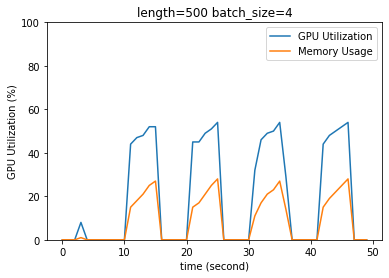 length=500 batch_size=4
GPU Utilization
Memory Usage
GPU Utilization (%)
100
80
60
40
20
0
0 10 20 30 40 50
time (second)